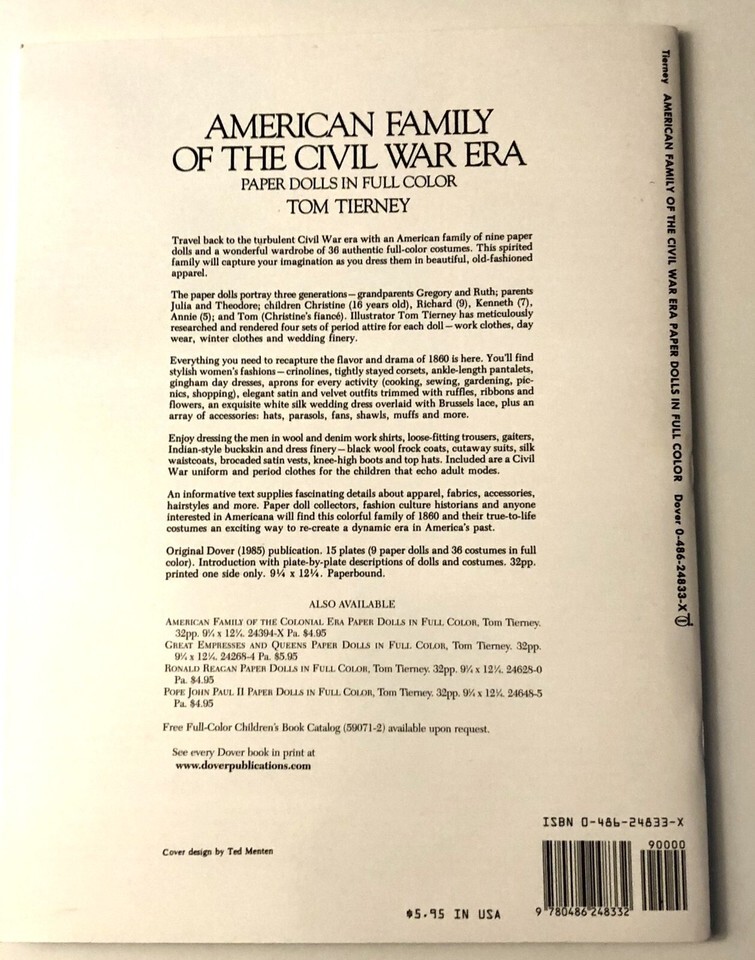 AMERICAN FAMILY
OF THE CIVIL WAR ERA
PAPER DOLLS IN FULL COLOR
TOM TIERNEY
Travel back to the turbulent Civil War era with an American family of nine paper
dolls and a wonderful wardrobe of 36 authentic full-color costumes. This spirited
family will capture your imagination as you dress them in beautiful, old-fashioned
apparel.
The paper dolls portray three generations—grandparents Gregory and Ruth; parents
Julia and Theodore; children Christine (16 years old), Richard (9), Kenneth (7),
Annie (5); and Tom (Christine's fiancé). Illustrator Tom Tierney has meticulously
researched and rendered four sets of period attire for each doll—work clothes, day
wear, winter clothes and wedding finery.
Everything you need to recapture the flavor and drama of 1860 is here. You'll find
stylish women's fashions—crinolines, tightly stayed corsets, ankle-length pantalets,
gingham day dresses, aprons for every activity (cooking, sewing, gardening, pic-
nics, shopping), elegant satin and velvet outfits trimmed with ruffles, ribbons and
flowers, an exquisite white silk wedding dress overlaid with Brussels lace, plus an
array of accessories: hats, parasols, fans, shawls, muffs and more.
Enjoy dressing the men in wool and denim work shirts, loose-fitting trousers, gaiters,
Indian-style buckskin and dress finery—black wool frock coats, cutaway suits, silk
waistcoats, brocaded satin vests, knee-high boots and top hats. Included are a Civil
War uniform and period clothes for the children that echo adult modes.
An informative text supplies fascinating details about apparel, fabrics, accessories,
hairstyles and more. Paper doll collectors, fashion culture historians and anyone
interested in Americana will find this colorful family of 1860 and their true-to-life
costumes an exciting way to re-create a dynamic era in America's past.
Original Dover (1985) publication. 15 plates (9 paper dolls and 36 costumes in full
color). Introduction with plate-by-plate descriptions of dolls and costumes. 32pp.
printed one side only. 9¼ x 12¼. Paperbound.
ALSO AVAILABLE
AMERICAN FAMILY OF THE COLONIAL ERA PAPER DOLLS IN FULL COLOR, Tom Tierney.
32pp. 9¼ x 12¼. 24394-X Pa. $4.95
GREAT EMPRESSES AND QUEENS PAPER DOLLS IN FULL COLOR, Tom Tierney. 32pp.
9¼ x 12¼. 24268-4 Pa. $5.95
RONALD REAGAN PAPER DOLLS IN FULL COLOR, Tom Tierney. 32pp. 9¼ x 12¼. 24628-0
Pa. $4.95
POPE JOHN PAUL II PAPER DOLLS IN FULL COLOR, Tom Tierney. 32pp. 9¼ x 12¼. 24648-5
Pa. $4.95
Free Full-Color Children's Book Catalog (59071-2) available upon request.
See every Dover book in print at
www.doverpublications.com
Cover design by Ted Menten
$5.95 IN USA
ISBN 0-486-24833-X
90000
9 780486 248332
Tierney AMERICAN FAMILY OF THE CIVIL WAR ERA PAPER DOLLS IN FULL COLOR Dover 0-486-24833-X